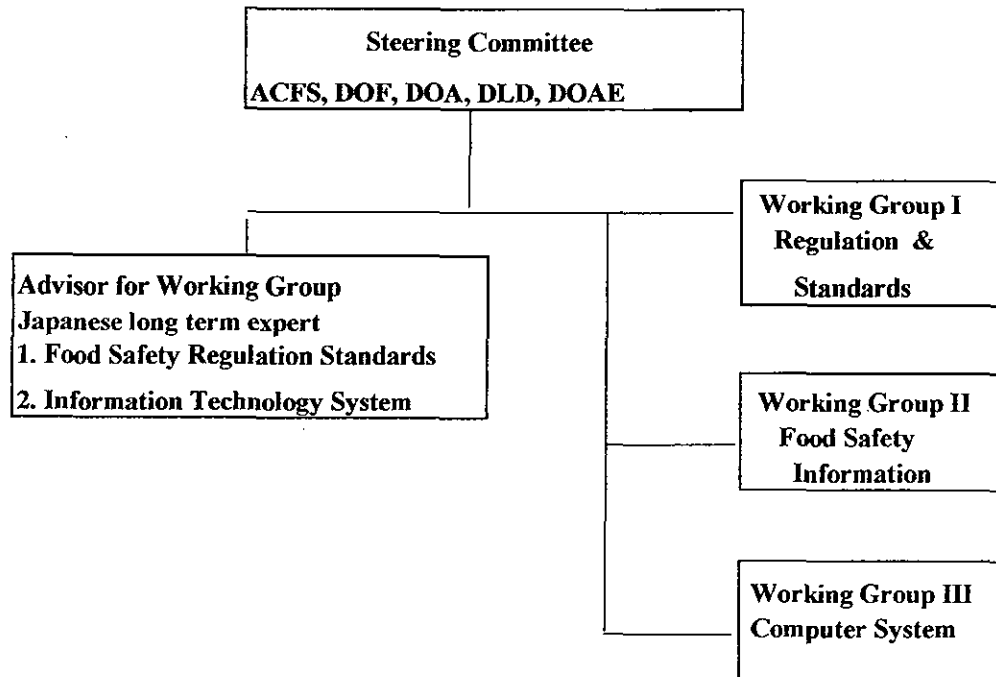 Steering Committee
ACFS, DOF, DOA, DLD, DOAE
Advisor for Working Group
Japanese long term expert
1. Food Safety Regulation Standards
2. Information Technology System
Working Group I
Regulation &
Standards
Working Group II
Food Safety
Information
Working Group III
Computer System